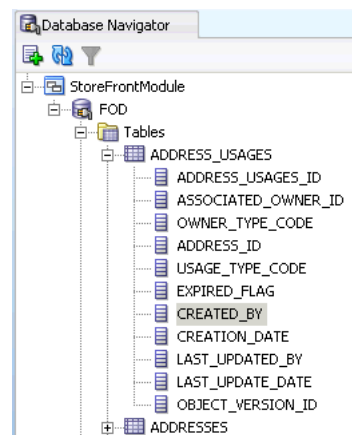 Database Navigator
StoreFrontModule
FOD
Tables
ADDRESS_USAGES
ADDRESS_USAGES_ID
ASSOCIATED_OWNER_ID
OWNER_TYPE_CODE
ADDRESS_ID
USAGE_TYPE_CODE
EXPIRED_FLAG
CREATED_BY
CREATION_DATE
LAST_UPDATED_BY
LAST_UPDATE_DATE
OBJECT_VERSION_ID
ADDRESSES